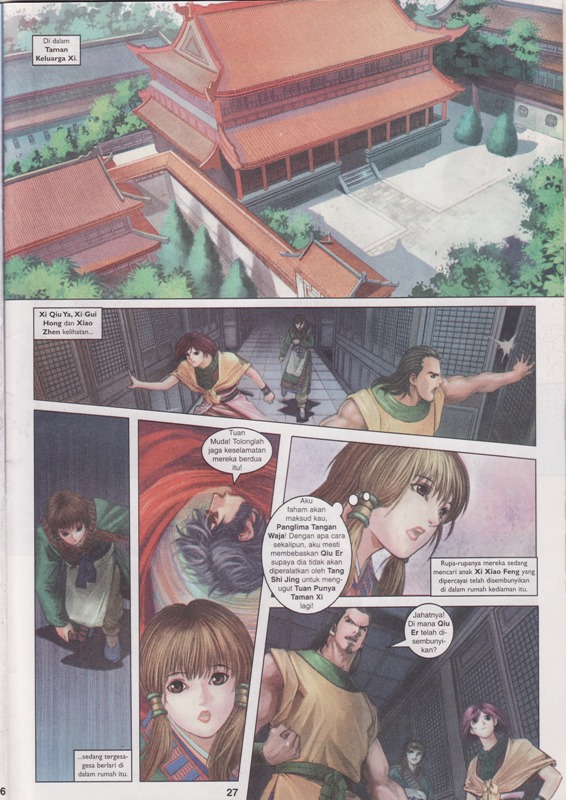 Di dalam
Taman
Keluarga Xi.
Xi Qiu Ya, Xi Gui
Hong dan Xiao
Zhen kelihatan...
Tuan
Muda! Tolonglah
jaga keselamatan
mereka berdua
itu!
Aku
faham akan
maksud kau,
Panglima Tangan
Waja! Dengan apa cara
sekalipun, aku mesti
membebaskan Qiu Er
supaya dia tidak akan
diperalatkan oleh Tang
Shi Jing untuk meng-
ugut Tuan Punya
Taman Xi
lagi!
Rupa-rupanya mereka sedang
mencari anak Xi Xiao Feng yang
dipercayai telah disembunyikan
di dalam rumah kediaman itu.
...sedang tergesa-
gesa berlari di
dalam rumah itu.
Jahatnya!
Di mana Qiu
Er telah di-
sembunyi-
kan?
6
27